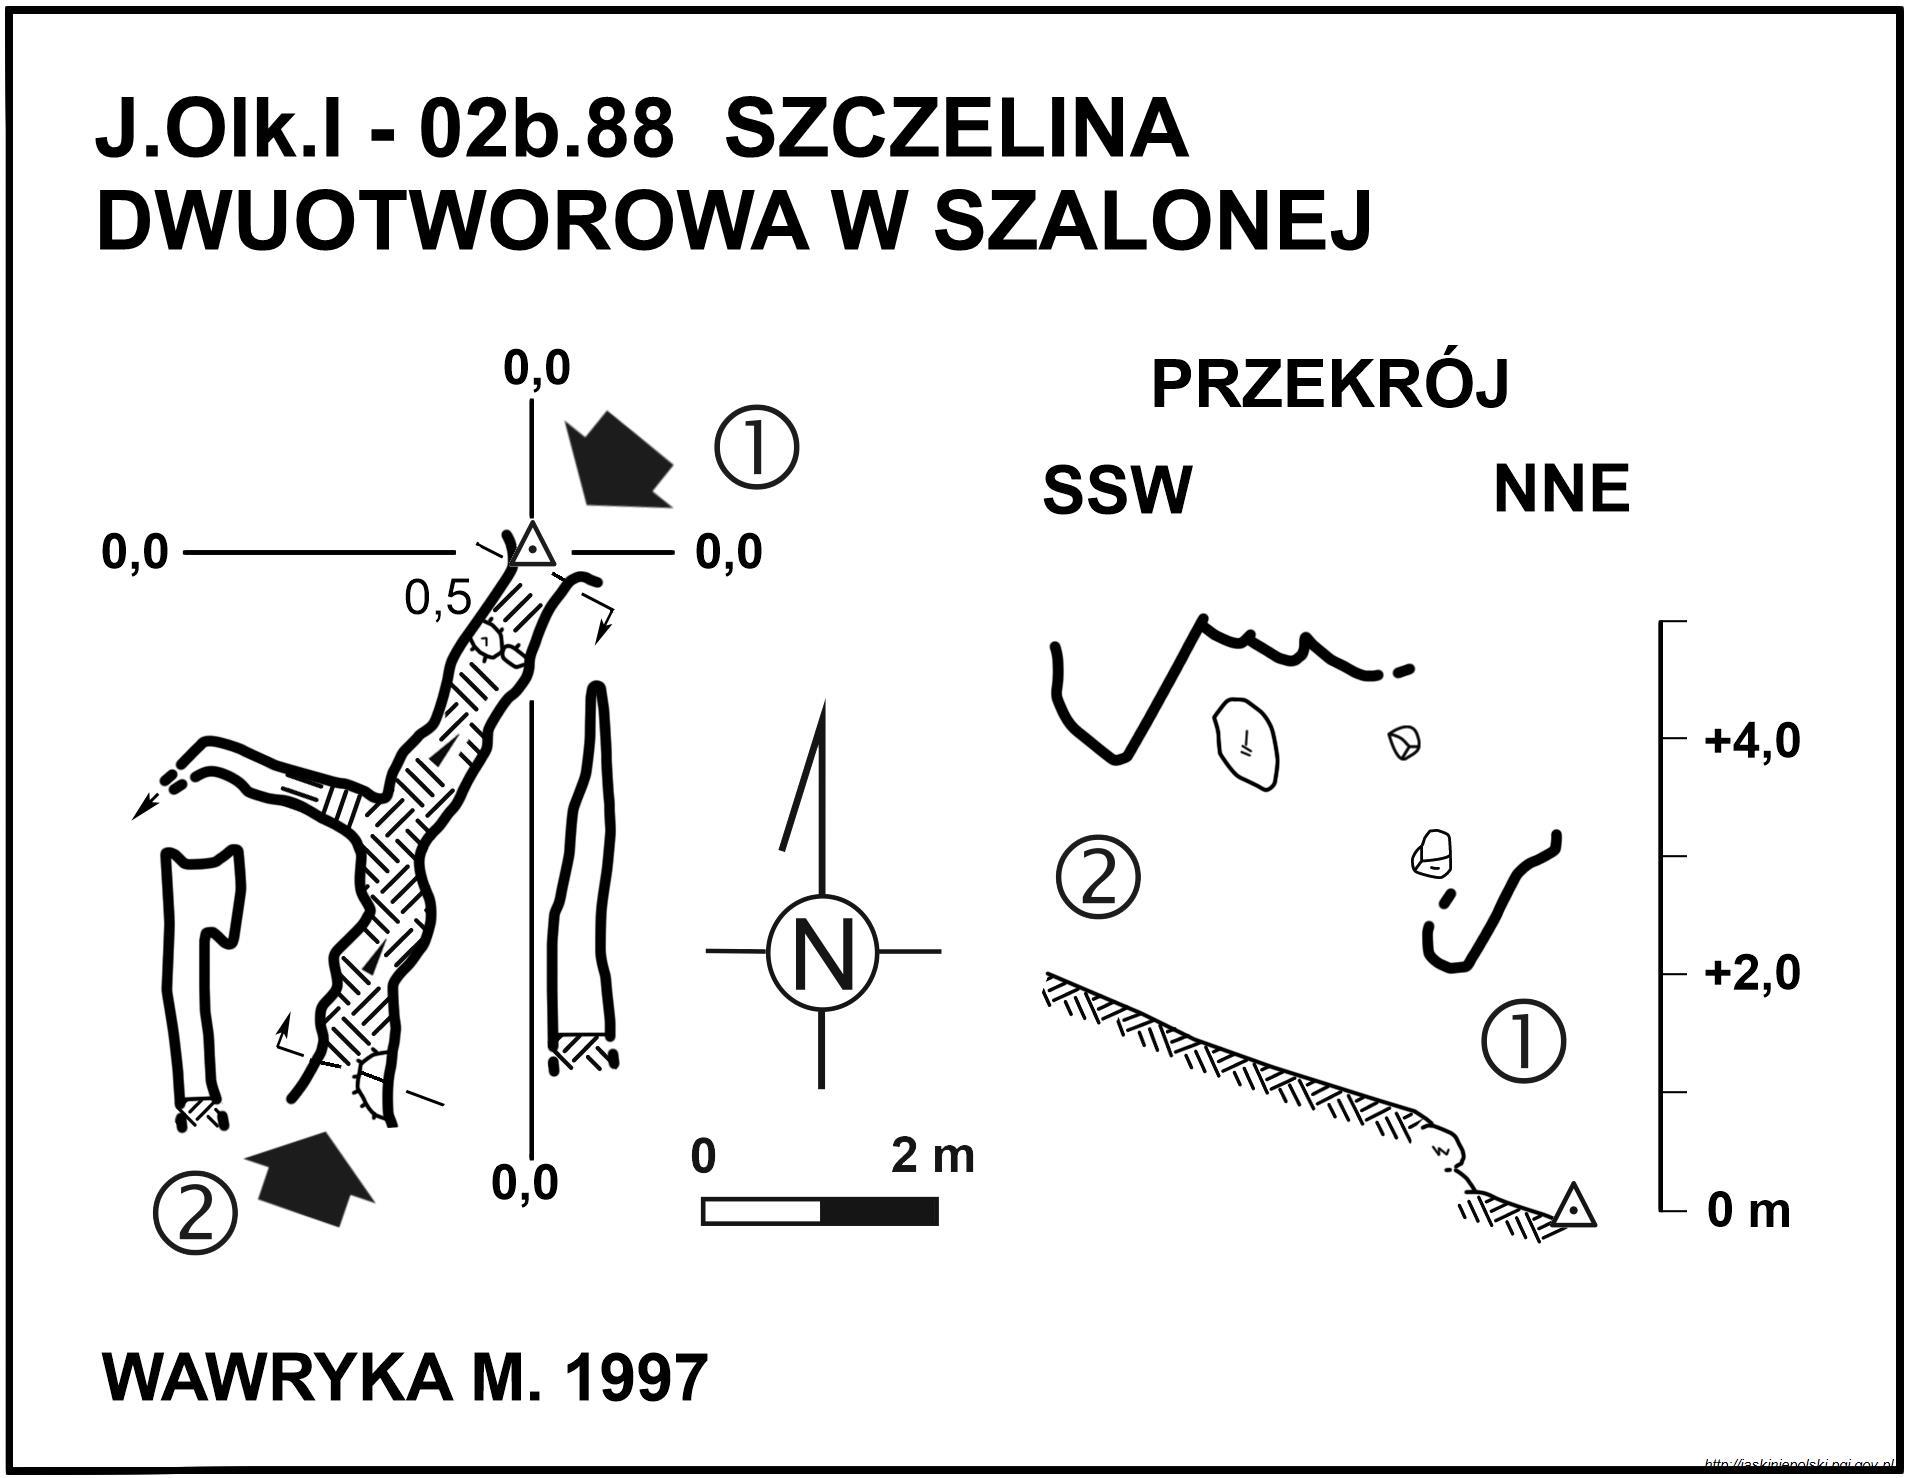 J.Olk.I - 02b.88 SZCZELINA
DWUOTWOROWA W SZALONEJ
0,0
1
0,0
0,0
0,5
2
0,0
N
0
2 m
PRZEKRÓJ
SSW
NNE
2
1
+4,0
+2,0
0 m
WAWRYKA M. 1997
http://jaskiniepolski.pgi.gov.pl